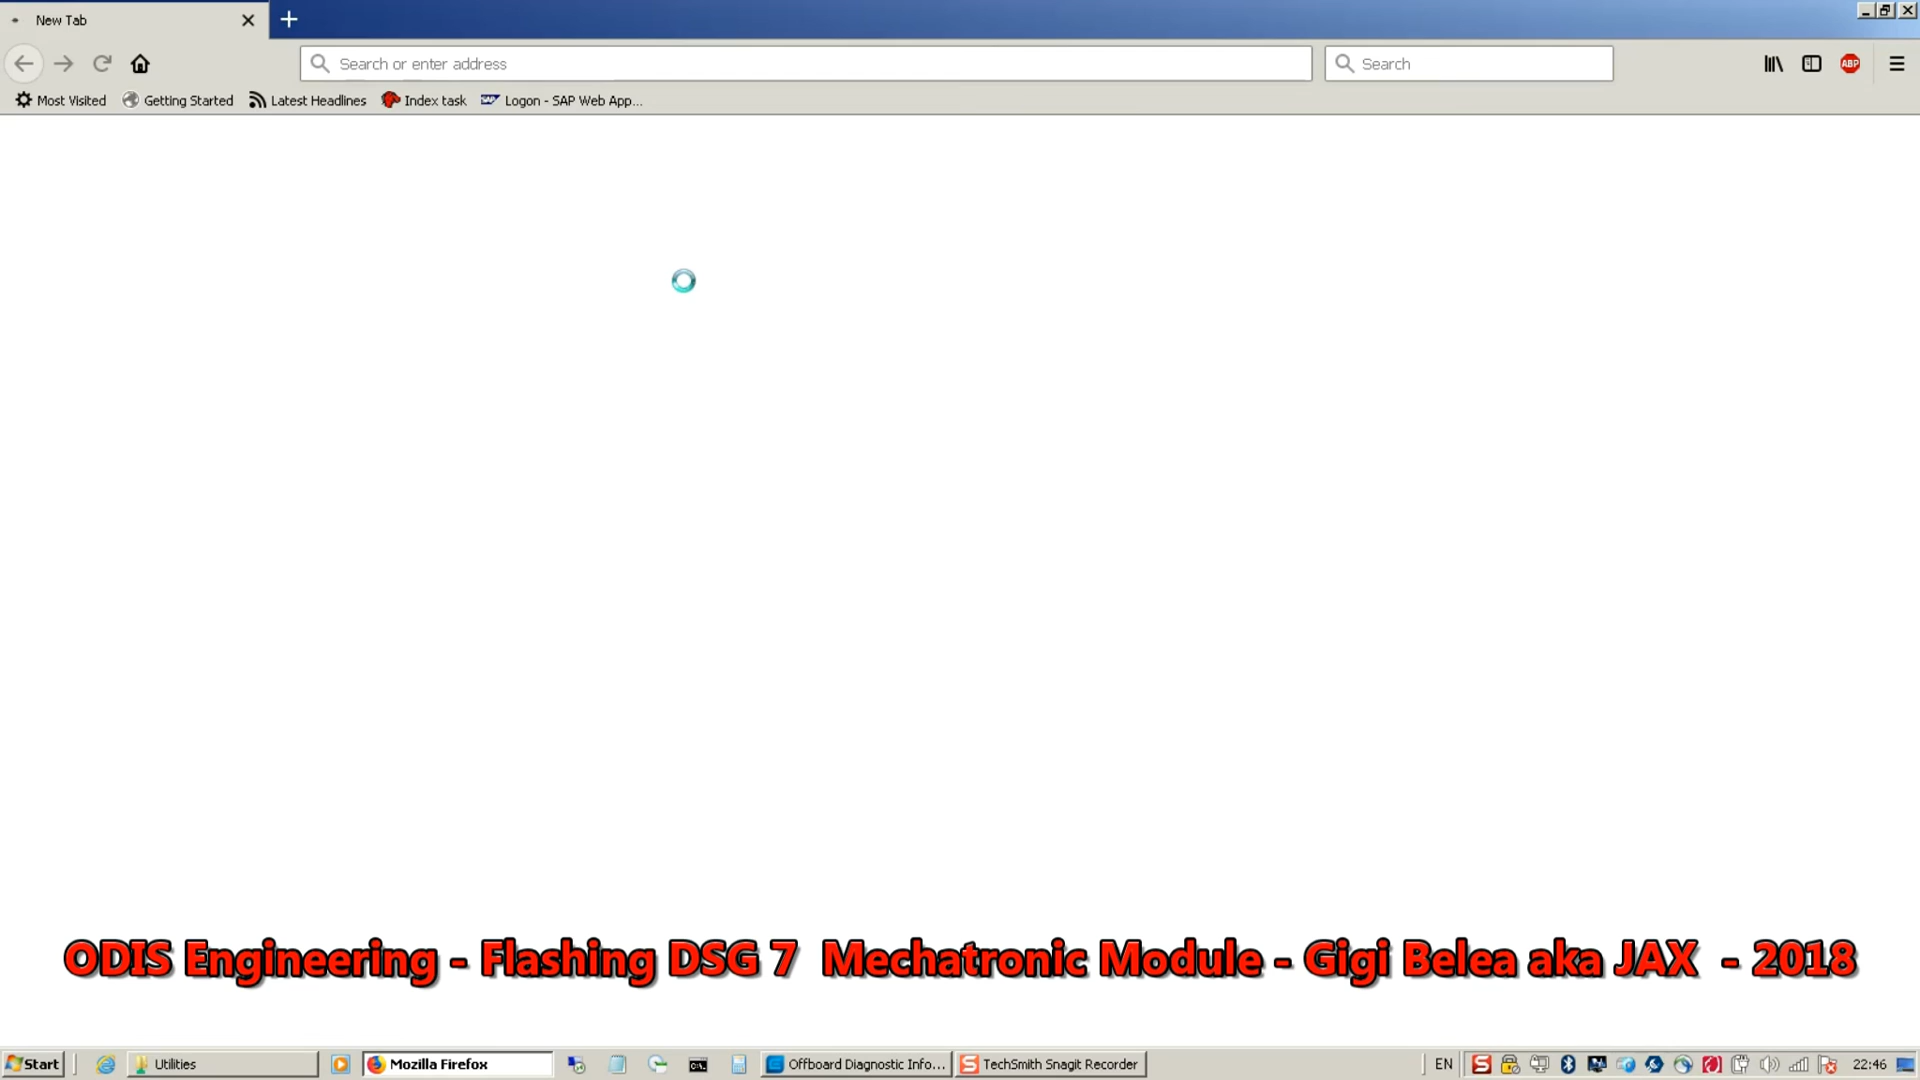 New Tab
Search or enter address
Search
ABP
Most Visited
Getting Started
Latest Headlines
Index task
SAP
Logon - SAP Web App...
ODIS Engineering - Flashing DSG 7 Mechatronic Module - Gigi Belea aka JAX - 2018
Start
Utilities
Mozilla Firefox
Offboard Diagnostic Info...
S
TechSmith Snagit Recorder
EN
S
22:46